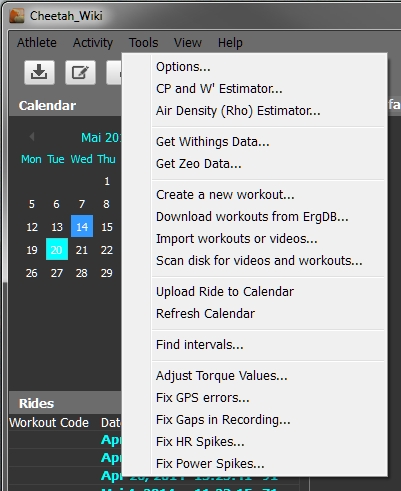 Cheetah_Wiki
Athlete Activity Tools View Help
Calendar
Mai 20
Mon Tue Wed Thu
1
5 6 7 8
12 13 14 15
19 20 21 22
26 27 28 29
Options...
CP and W' Estimator...
Air Density (Rho) Estimator...
Get Withings Data...
Get Zeo Data...
Create a new workout...
Download workouts from ErgDB...
Import workouts or videos...
Scan disk for videos and workouts...
Upload Ride to Calendar
Refresh Calendar
Find intervals...
Adjust Torque Values...
Fix GPS errors...
Fix Gaps in Recording...
Fix HR Spikes...
Fix Power Spikes...
Rides
Workout Code Date
Apr
Apr